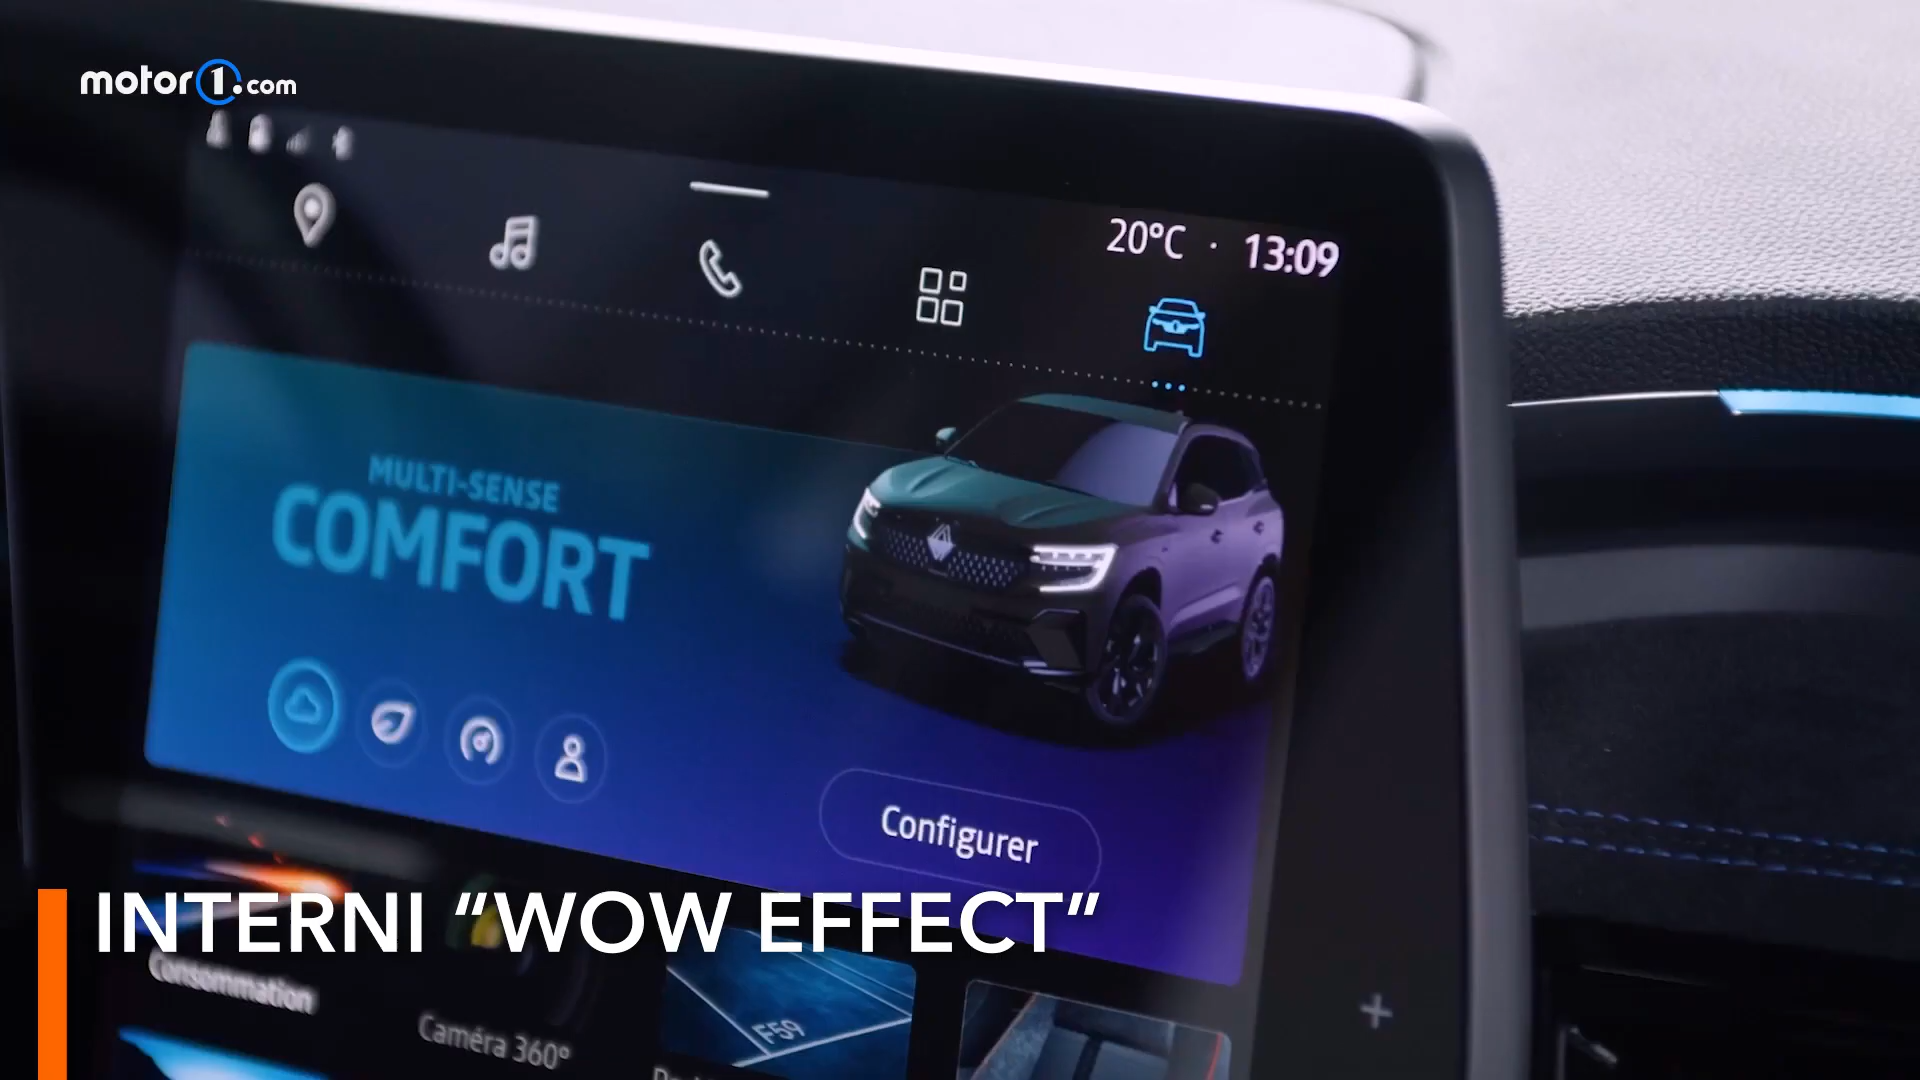 motor1.com
20°C · 13:09
MULTI-SENSE
COMFORT
Configurer
INTERNI “WOW EFFECT”
Consommation
Caméra 360°
F59